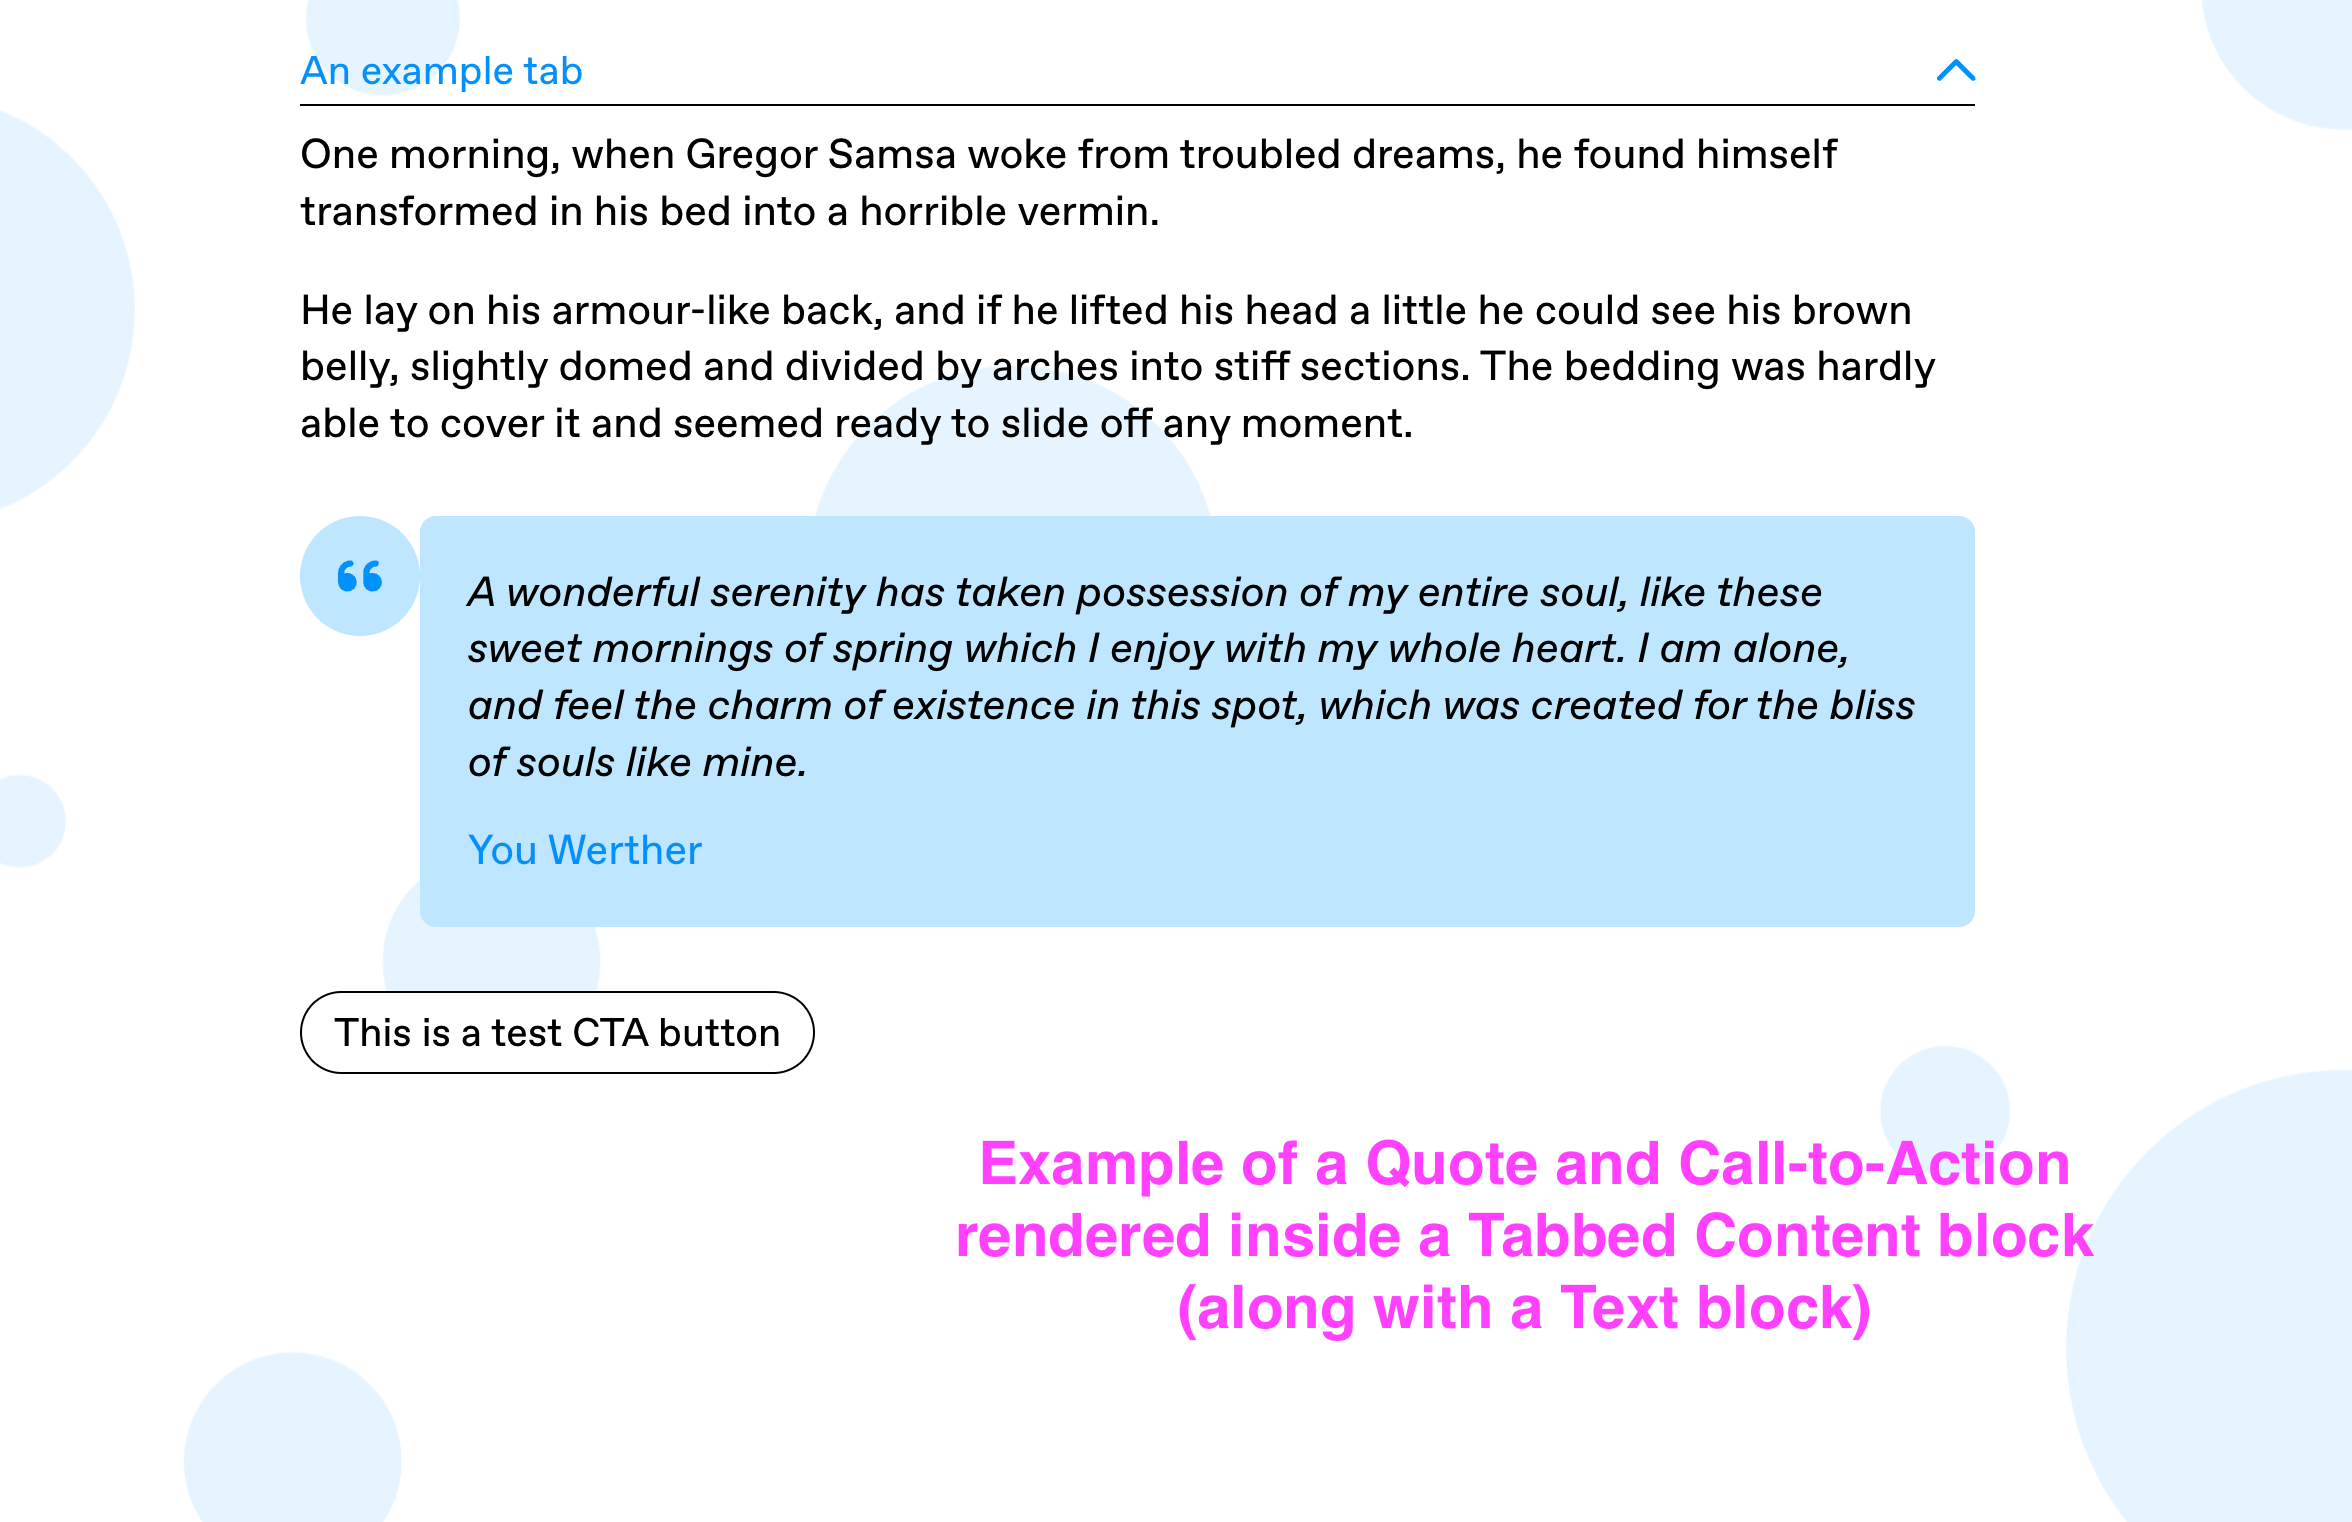 An example tab
One morning, when Gregor Samsa woke from troubled dreams, he found himself
transformed in his bed into a horrible vermin.
He lay on his armour-like back, and if he lifted his head a little he could see his brown
belly, slightly domed and divided by arches into stiff sections. The bedding was hardly
able to cover it and seemed ready to slide off any moment.
“
A wonderful serenity has taken possession of my entire soul, like these
sweet mornings of spring which I enjoy with my whole heart. I am alone,
and feel the charm of existence in this spot, which was created for the bliss
of souls like mine.
You Werther
This is a test CTA button
Example of a Quote and Call-to-Action
rendered inside a Tabbed Content block
(along with a Text block)